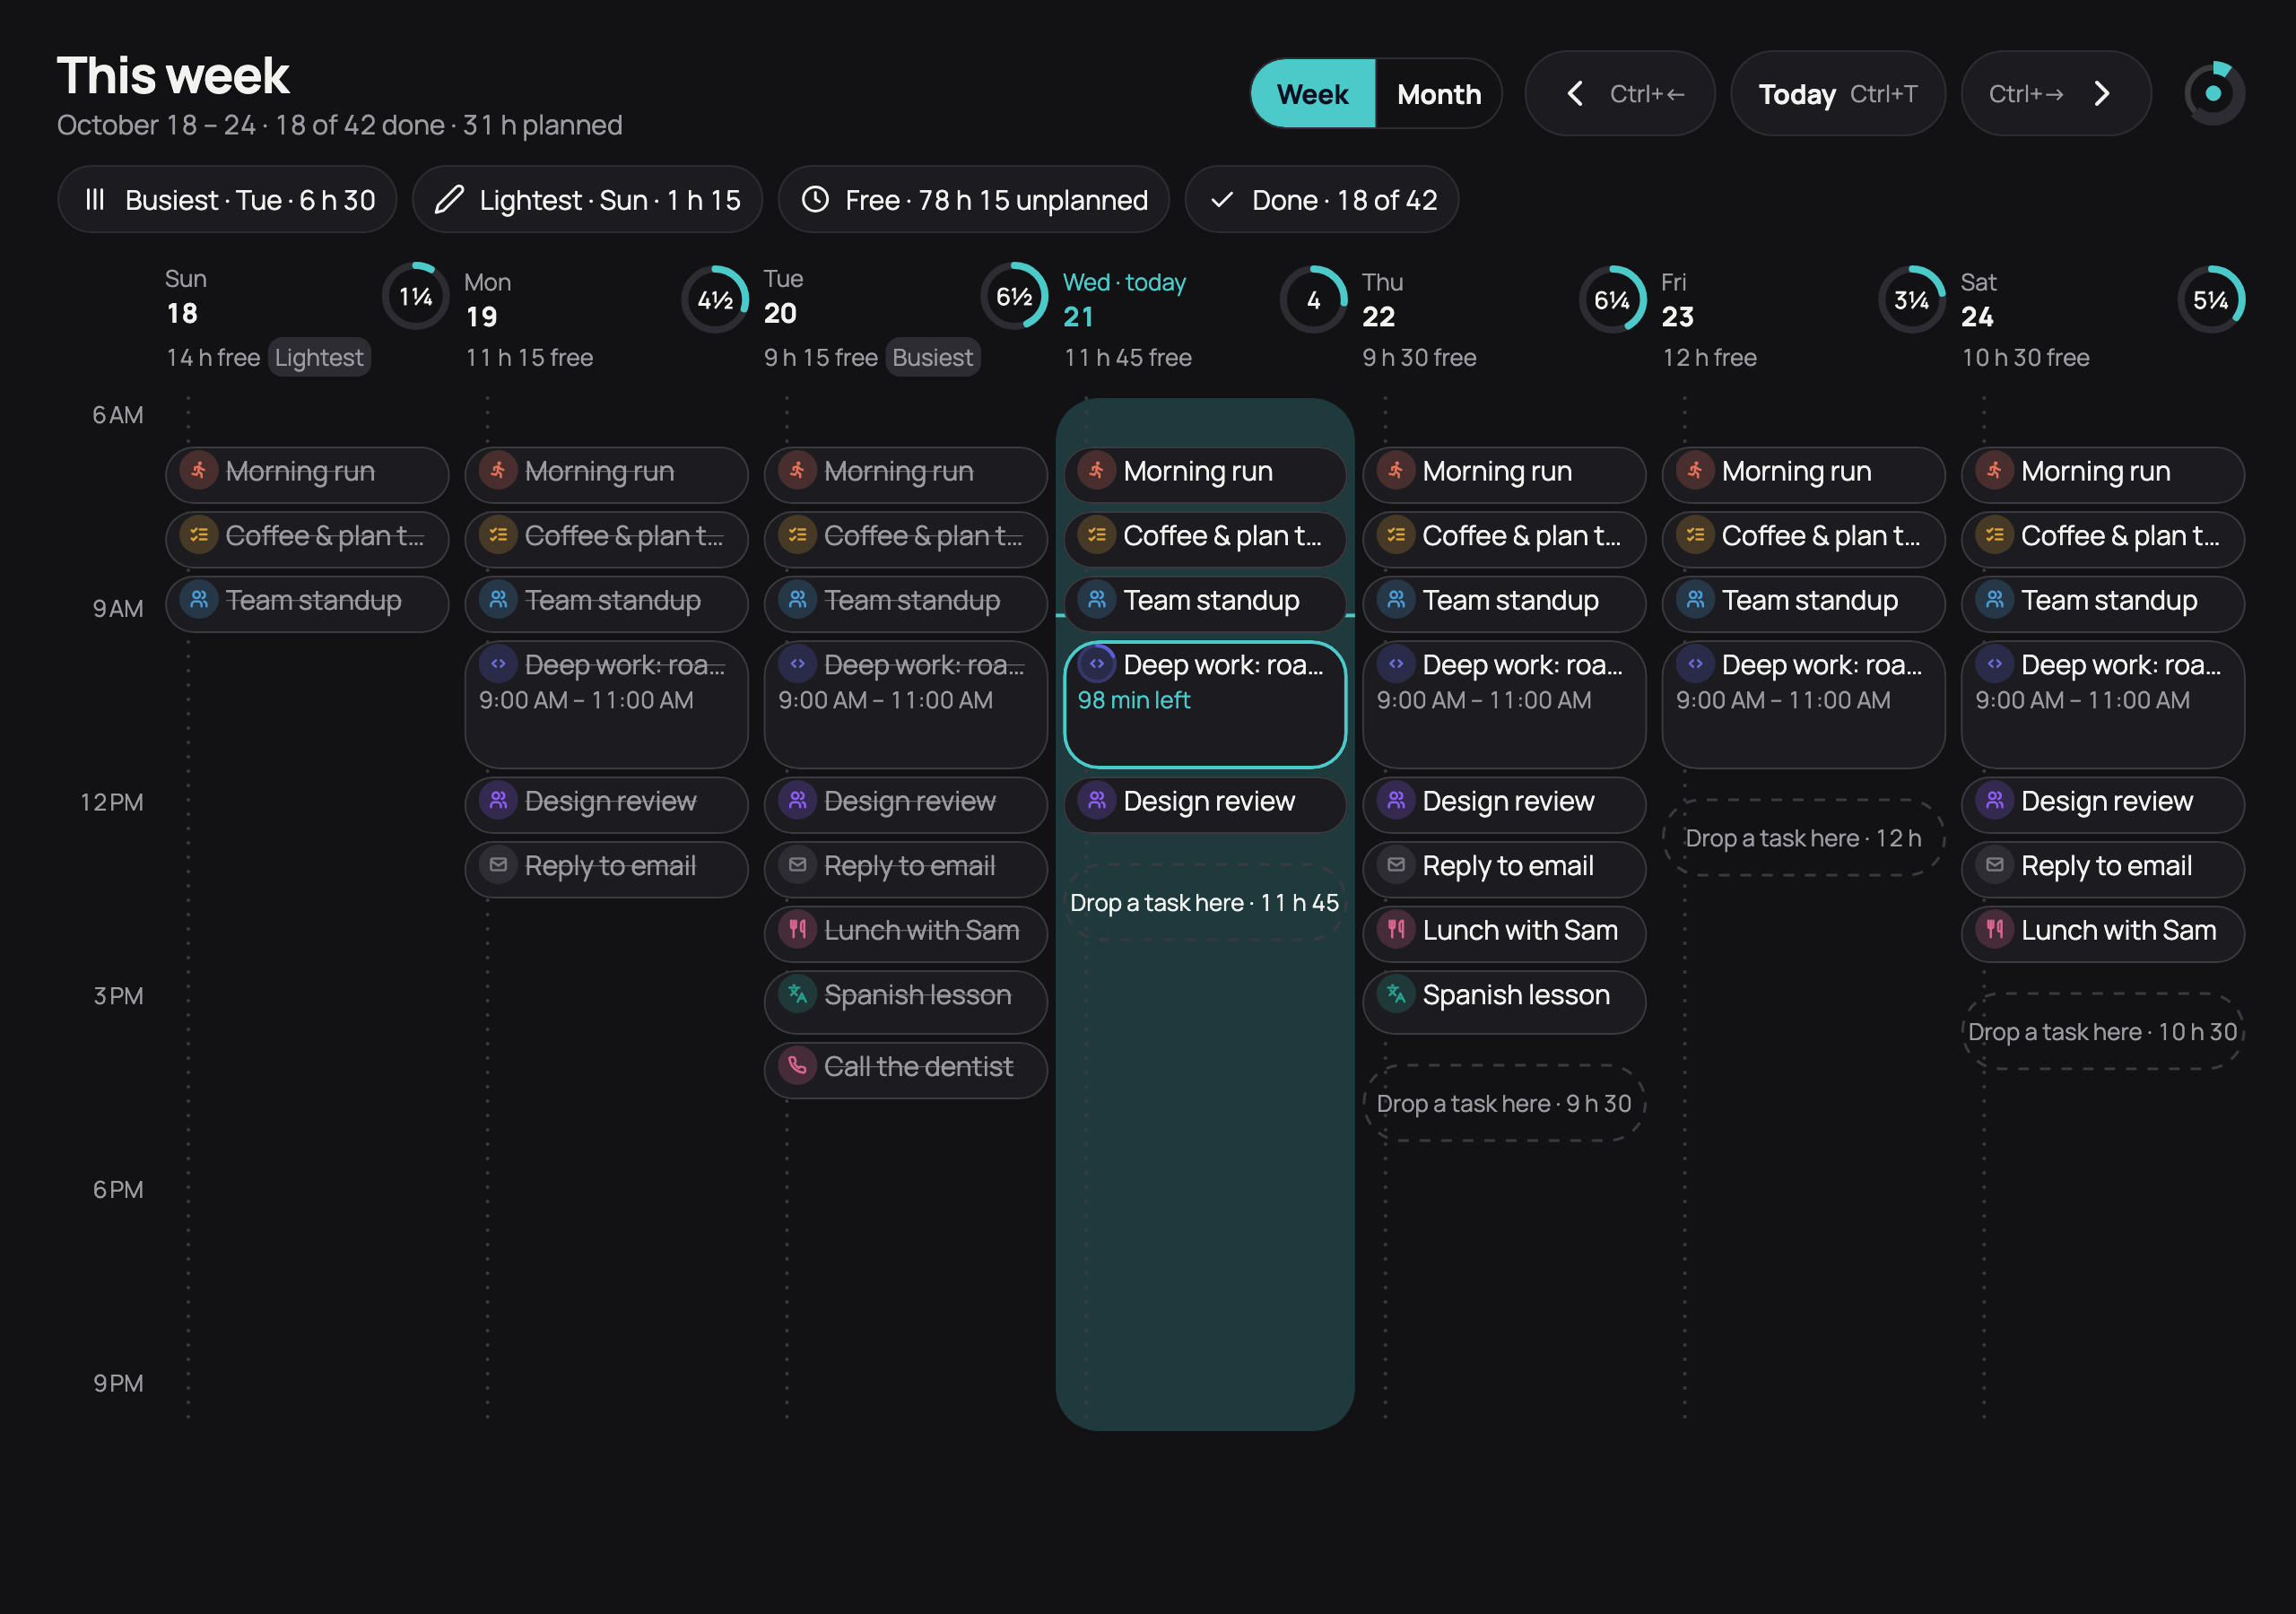 This week
October 18 – 24 · 18 of 42 done · 31 h planned
Week
Month
Ctrl+←
Today Ctrl+T
Ctrl+→
Busiest · Tue · 6 h 30
Lightest · Sun · 1 h 15
Free · 78 h 15 unplanned
Done · 18 of 42
Sun
18
1¼
14 h free Lightest
Mon
19
4½
11 h 15 free
Tue
20
6½
9 h 15 free Busiest
Wed · today
21
4
11 h 45 free
Thu
22
6¼
9 h 30 free
Fri
23
3¼
12 h free
Sat
24
5¼
10 h 30 free
6 AM
9 AM
12 PM
3 PM
6 PM
9 PM
Morning run
Coffee & plan t…
Team standup
Morning run
Coffee & plan t…
Team standup
Deep work: roa…
9:00 AM – 11:00 AM
Design review
Reply to email
Morning run
Coffee & plan t…
Team standup
Deep work: roa…
9:00 AM – 11:00 AM
Design review
Reply to email
Lunch with Sam
Spanish lesson
Call the dentist
Morning run
Coffee & plan t…
Team standup
Deep work: roa…
98 min left
Design review
Drop a task here · 11 h 45
Morning run
Coffee & plan t…
Team standup
Deep work: roa…
9:00 AM – 11:00 AM
Design review
Reply to email
Lunch with Sam
Spanish lesson
Drop a task here · 9 h 30
Morning run
Coffee & plan t…
Team standup
Deep work: roa…
9:00 AM – 11:00 AM
Drop a task here · 12 h
Morning run
Coffee & plan t…
Team standup
Deep work: roa…
9:00 AM – 11:00 AM
Design review
Reply to email
Lunch with Sam
Drop a task here · 10 h 30